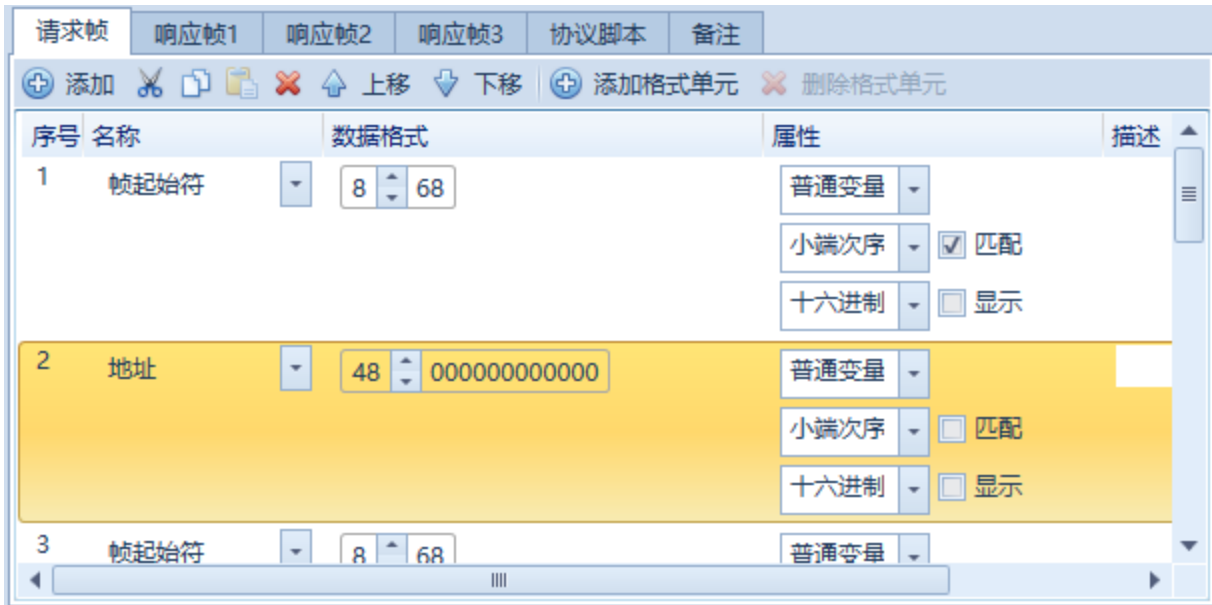 请求帧 响应帧1 响应帧2 响应帧3 协议脚本 备注
添加 上移 下移 添加格式单元 删除格式单元
序号 名称 数据格式 属性 描述
1 帧起始符 8 68 普通变量
小端次序 匹配
十六进制 显示
2 地址 48 000000000000 普通变量
小端次序 匹配
十六进制 显示
3 帧起始符 8 68 普通变量